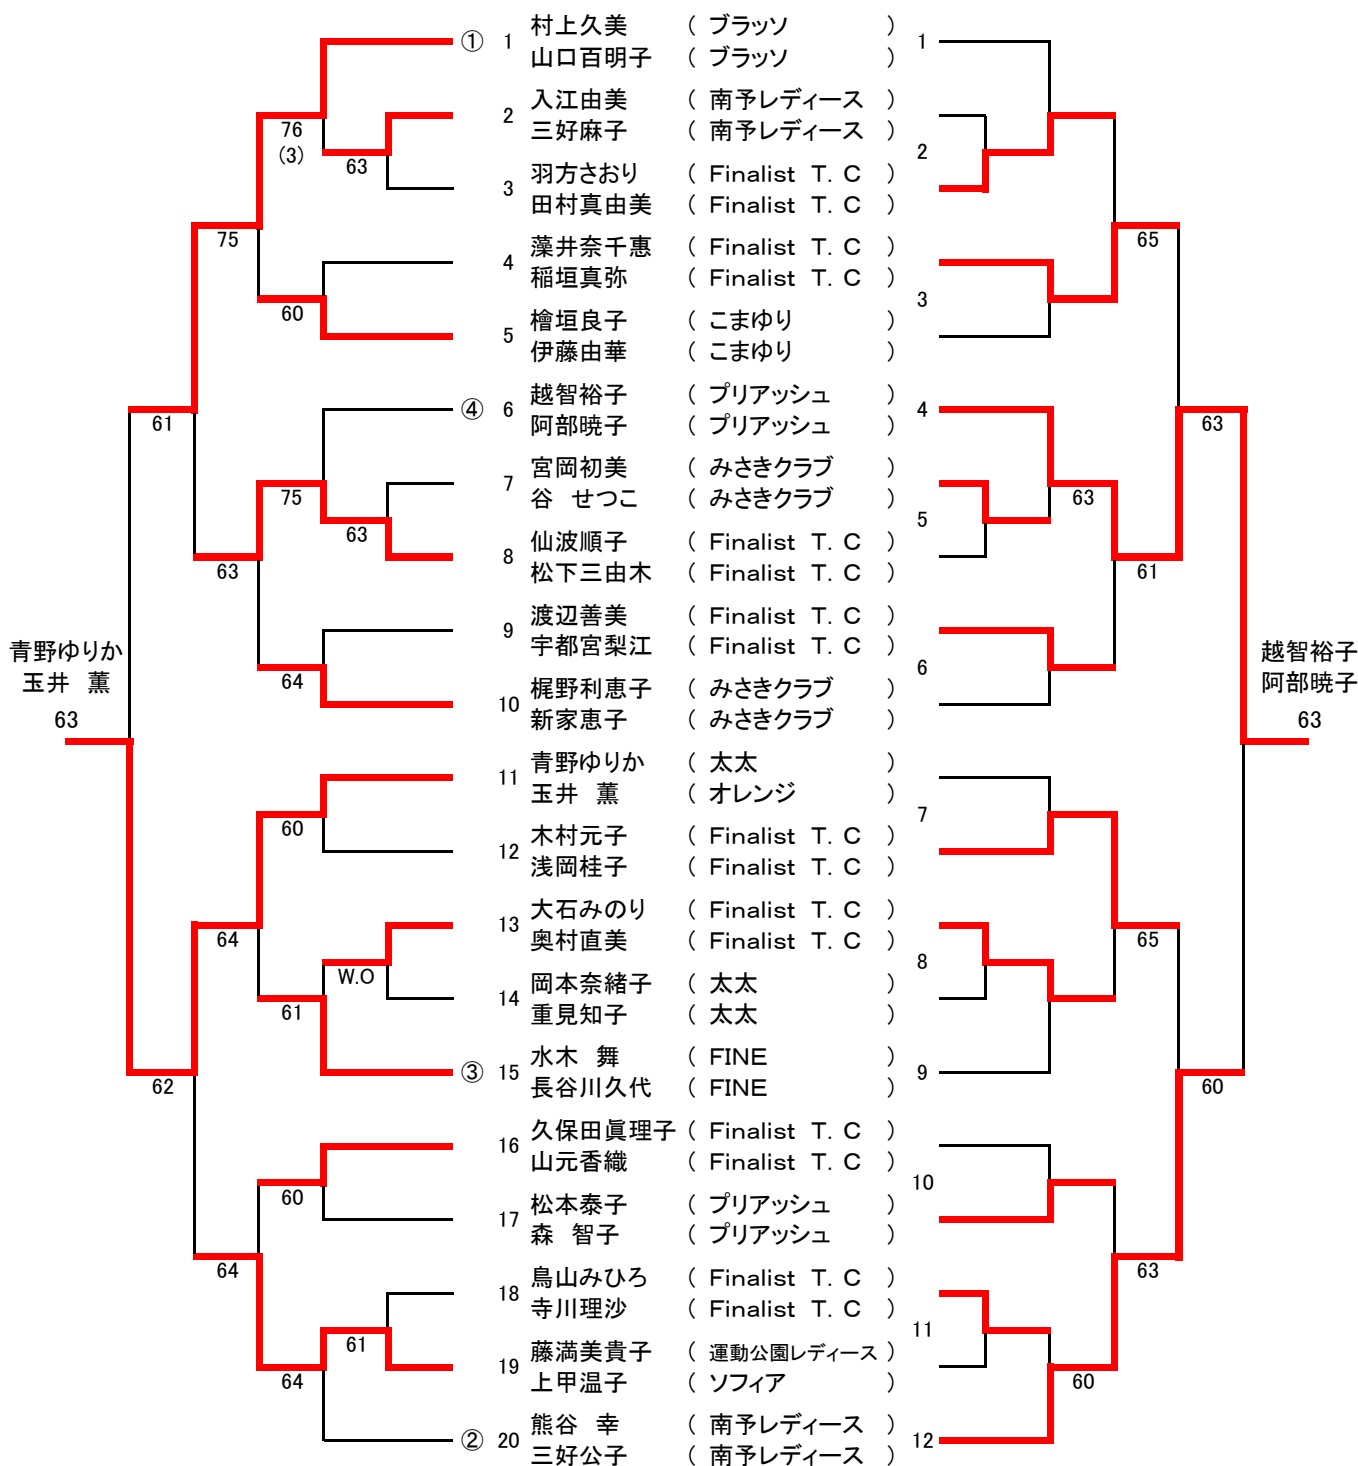 ① 1 村上久美 ( ブラッソ ) 1
山口百明子 ( ブラッソ )
2 入江由美 ( 南予レディース )
76 三好麻子 ( 南予レディース ) 2
(3) 63
3 羽方さおり ( Finalist T. C )
田村真由美 ( Finalist T. C )
75 65
4 藻井奈千恵 ( Finalist T. C )
稲垣真弥 ( Finalist T. C ) 3
60
5 檜垣良子 ( こまゆり )
伊藤由華 ( こまゆり )
④ 6 越智裕子 ( プリアッシュ ) 4
阿部暁子 ( プリアッシュ )
61 63
7 宮岡初美 ( みさきクラブ )
75 谷 せつこ ( みさきクラブ ) 63
63 5
8 仙波順子 ( Finalist T. C )
松下三由木 ( Finalist T. C )
63 61
9 渡辺善美 ( Finalist T. C )
宇都宮梨江 ( Finalist T. C )
青野ゆりか 越智裕子
玉井 薫 阿部暁子
64 6
10 梶野利恵子 ( みさきクラブ )
新家恵子 ( みさきクラブ )
63 63
11 青野ゆりか ( 太太 )
玉井 薫 ( オレンジ )
60 7
12 木村元子 ( Finalist T. C )
浅岡桂子 ( Finalist T. C )
13 大石みのり ( Finalist T. C )
奥村直美 ( Finalist T. C )
64 65
W.O 8
14 岡本奈緒子 ( 太太 )
重見知子 ( 太太 )
61
③ 15 水木 舞 ( FINE ) 9
長谷川久代 ( FINE )
62 60
16 久保田眞理子 ( Finalist T. C )
山元香織 ( Finalist T. C )
60 10
17 松本泰子 ( プリアッシュ )
森 智子 ( プリアッシュ )
64 63
18 鳥山みひろ ( Finalist T. C )
寺川理沙 ( Finalist T. C )
61 11
19 藤満美貴子 ( 運動公園レディース )
上甲温子 ( ソフィア )
64 60
② 20 熊谷 幸 ( 南予レディース ) 12
三好公子 ( 南予レディース )